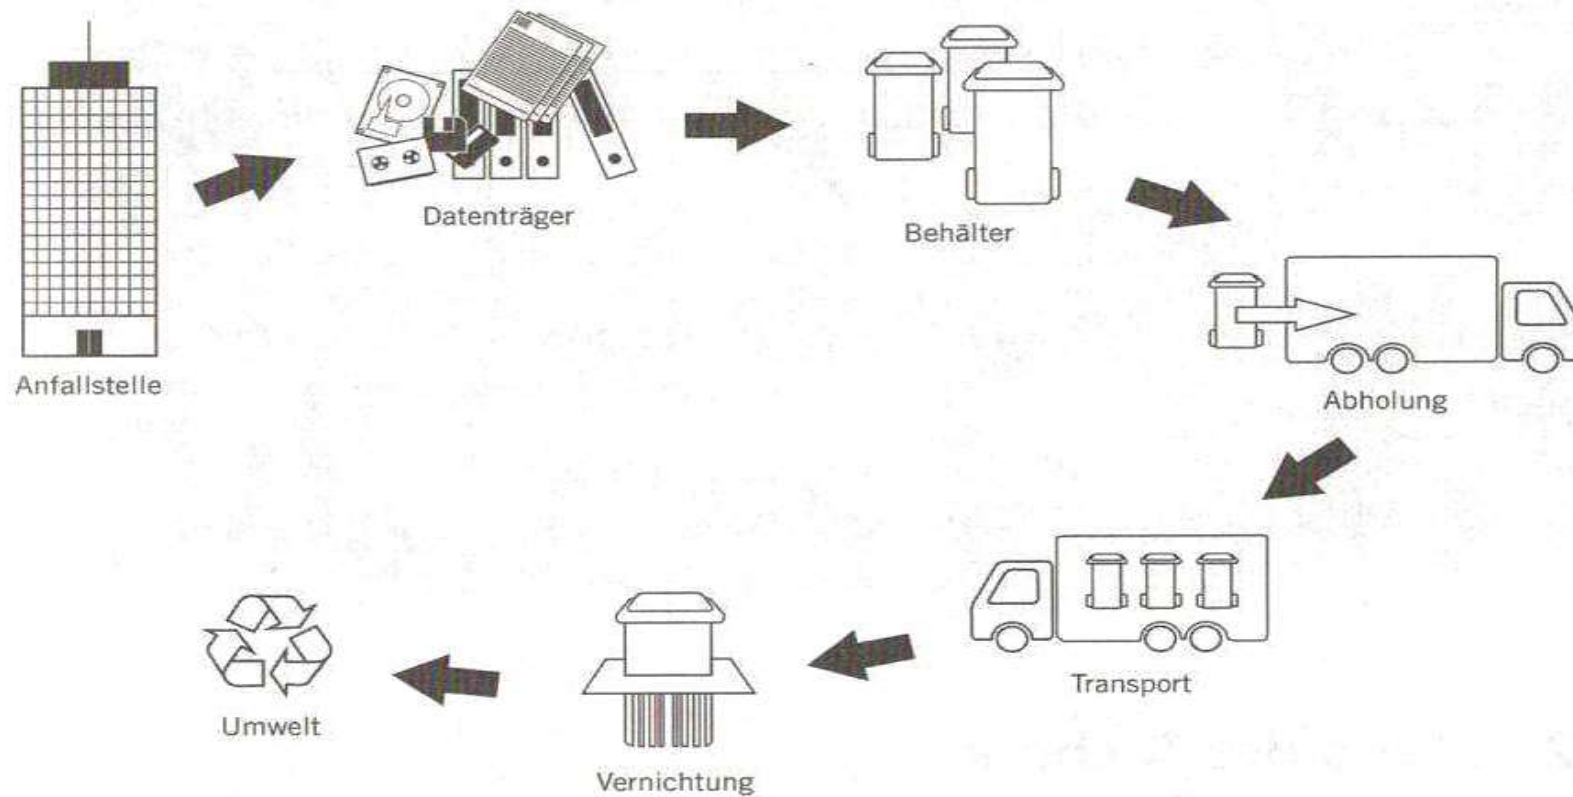 Anfallstelle
Datenträger
Behälter
Abholung
Transport
Vernichtung
Umwelt